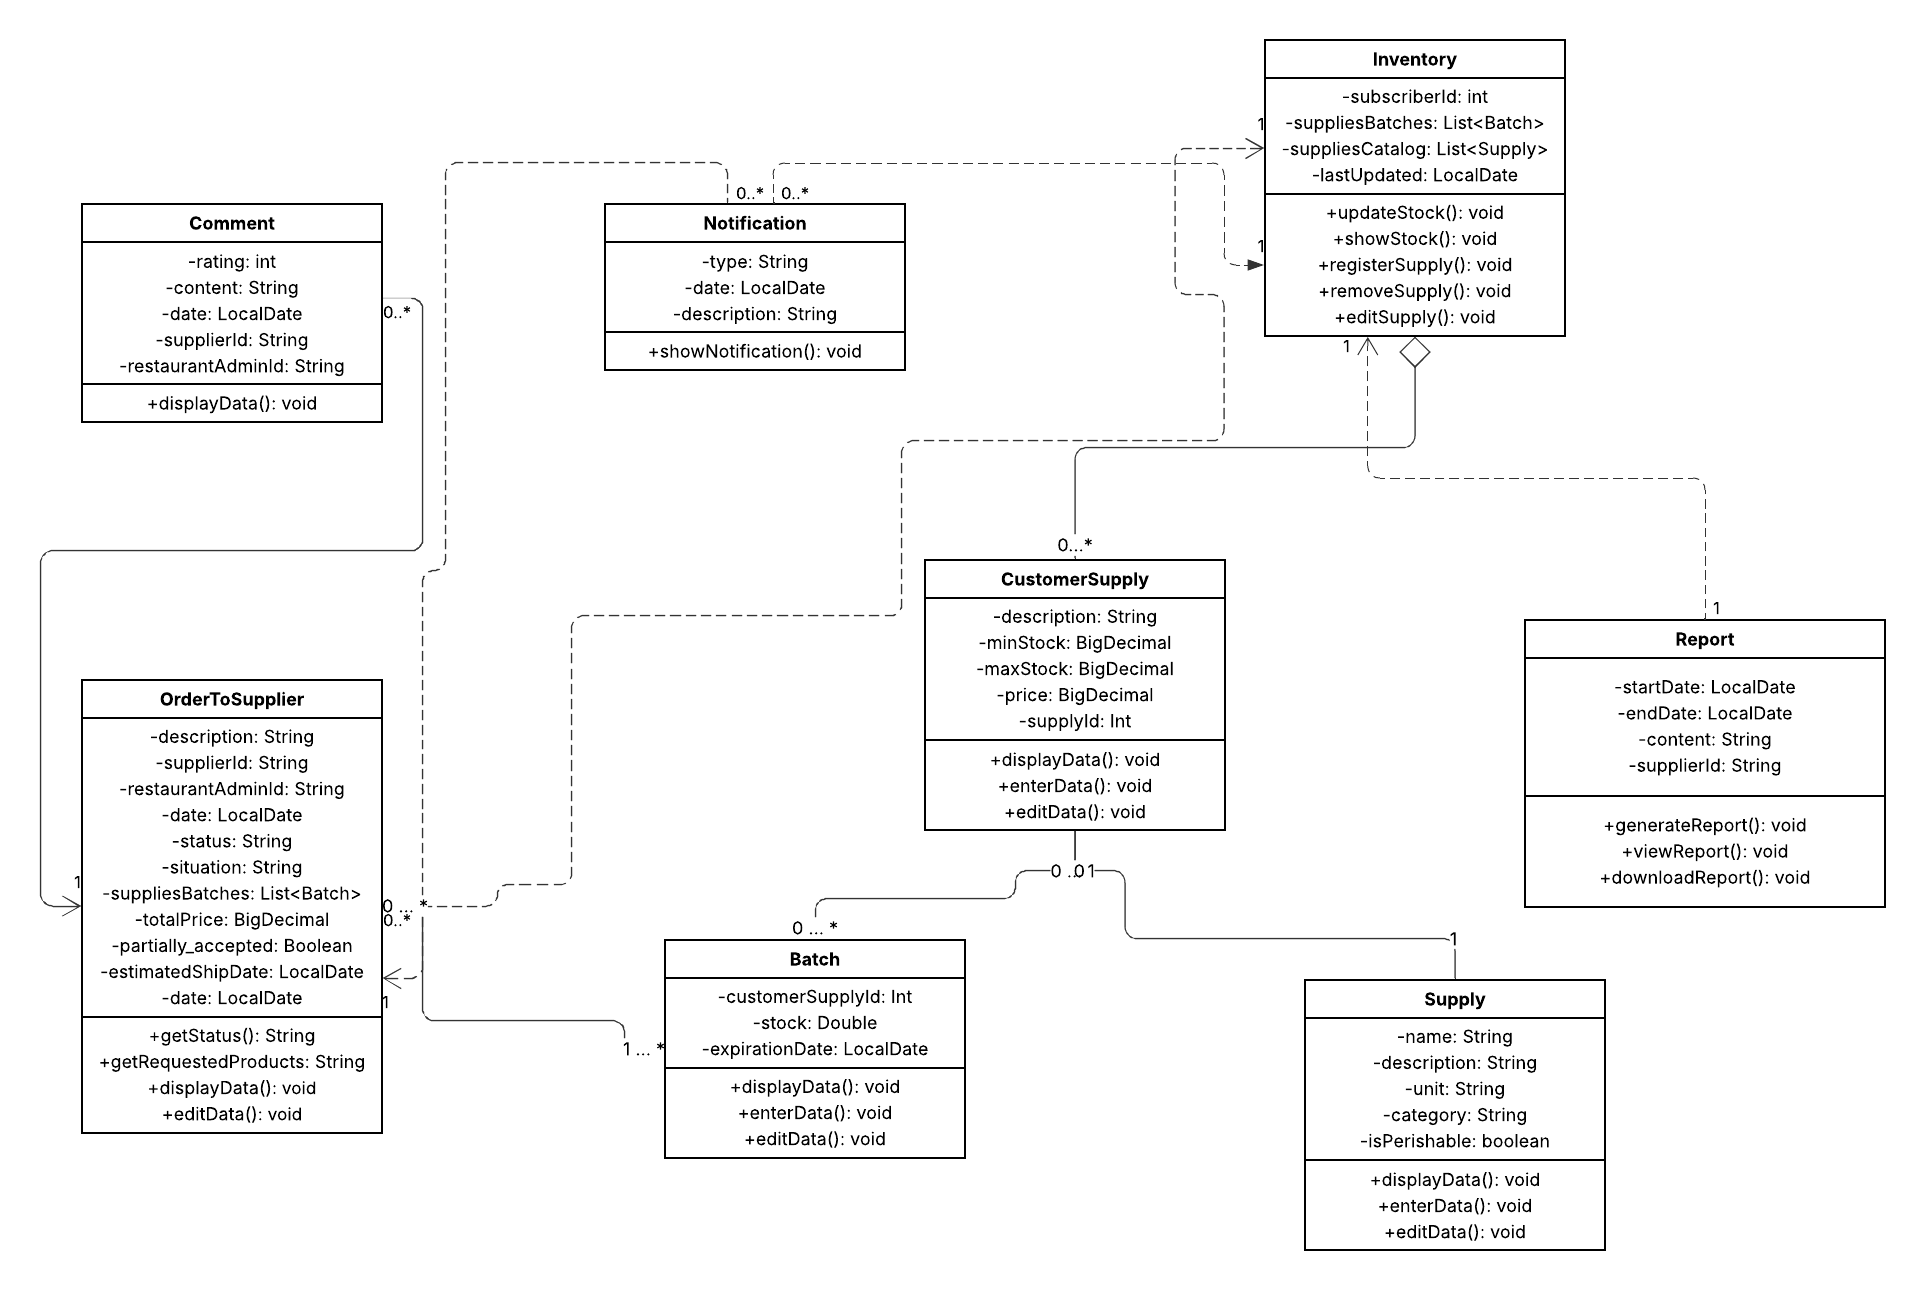 Inventory
-subscriberId: int
-suppliesBatches: List<Batch>
-suppliesCatalog: List<Supply>
-lastUpdated: LocalDate
+updateStock(): void
+showStock(): void
+registerSupply(): void
+removeSupply(): void
+editSupply(): void
1
1
1
Comment
-rating: int
-content: String
-date: LocalDate
-supplierId: String
-restaurantAdminId: String
+displayData(): void
0..*
0..*
0..*
Notification
-type: String
-date: LocalDate
-description: String
+showNotification(): void
0...*
CustomerSupply
-description: String
-minStock: BigDecimal
-maxStock: BigDecimal
-price: BigDecimal
-supplyId: Int
+displayData(): void
+enterData(): void
+editData(): void
1
Report
-startDate: LocalDate
-endDate: LocalDate
-content: String
-supplierId: String
+generateReport(): void
+viewReport(): void
+downloadReport(): void
OrderToSupplier
-description: String
-supplierId: String
-restaurantAdminId: String
-date: LocalDate
-status: String
-situation: String
-suppliesBatches: List<Batch>
-totalPrice: BigDecimal
-partially_accepted: Boolean
-estimatedShipDate: LocalDate
-date: LocalDate
+getStatus(): String
+getRequestedProducts: String
+displayData(): void
+editData(): void
1
0 ... *
0..*
1
1 ... *
0 ... *
Batch
-customerSupplyId: Int
-stock: Double
-expirationDate: LocalDate
+displayData(): void
+enterData(): void
+editData(): void
1
Supply
-name: String
-description: String
-unit: String
-category: String
-isPerishable: boolean
+displayData(): void
+enterData(): void
+editData(): void